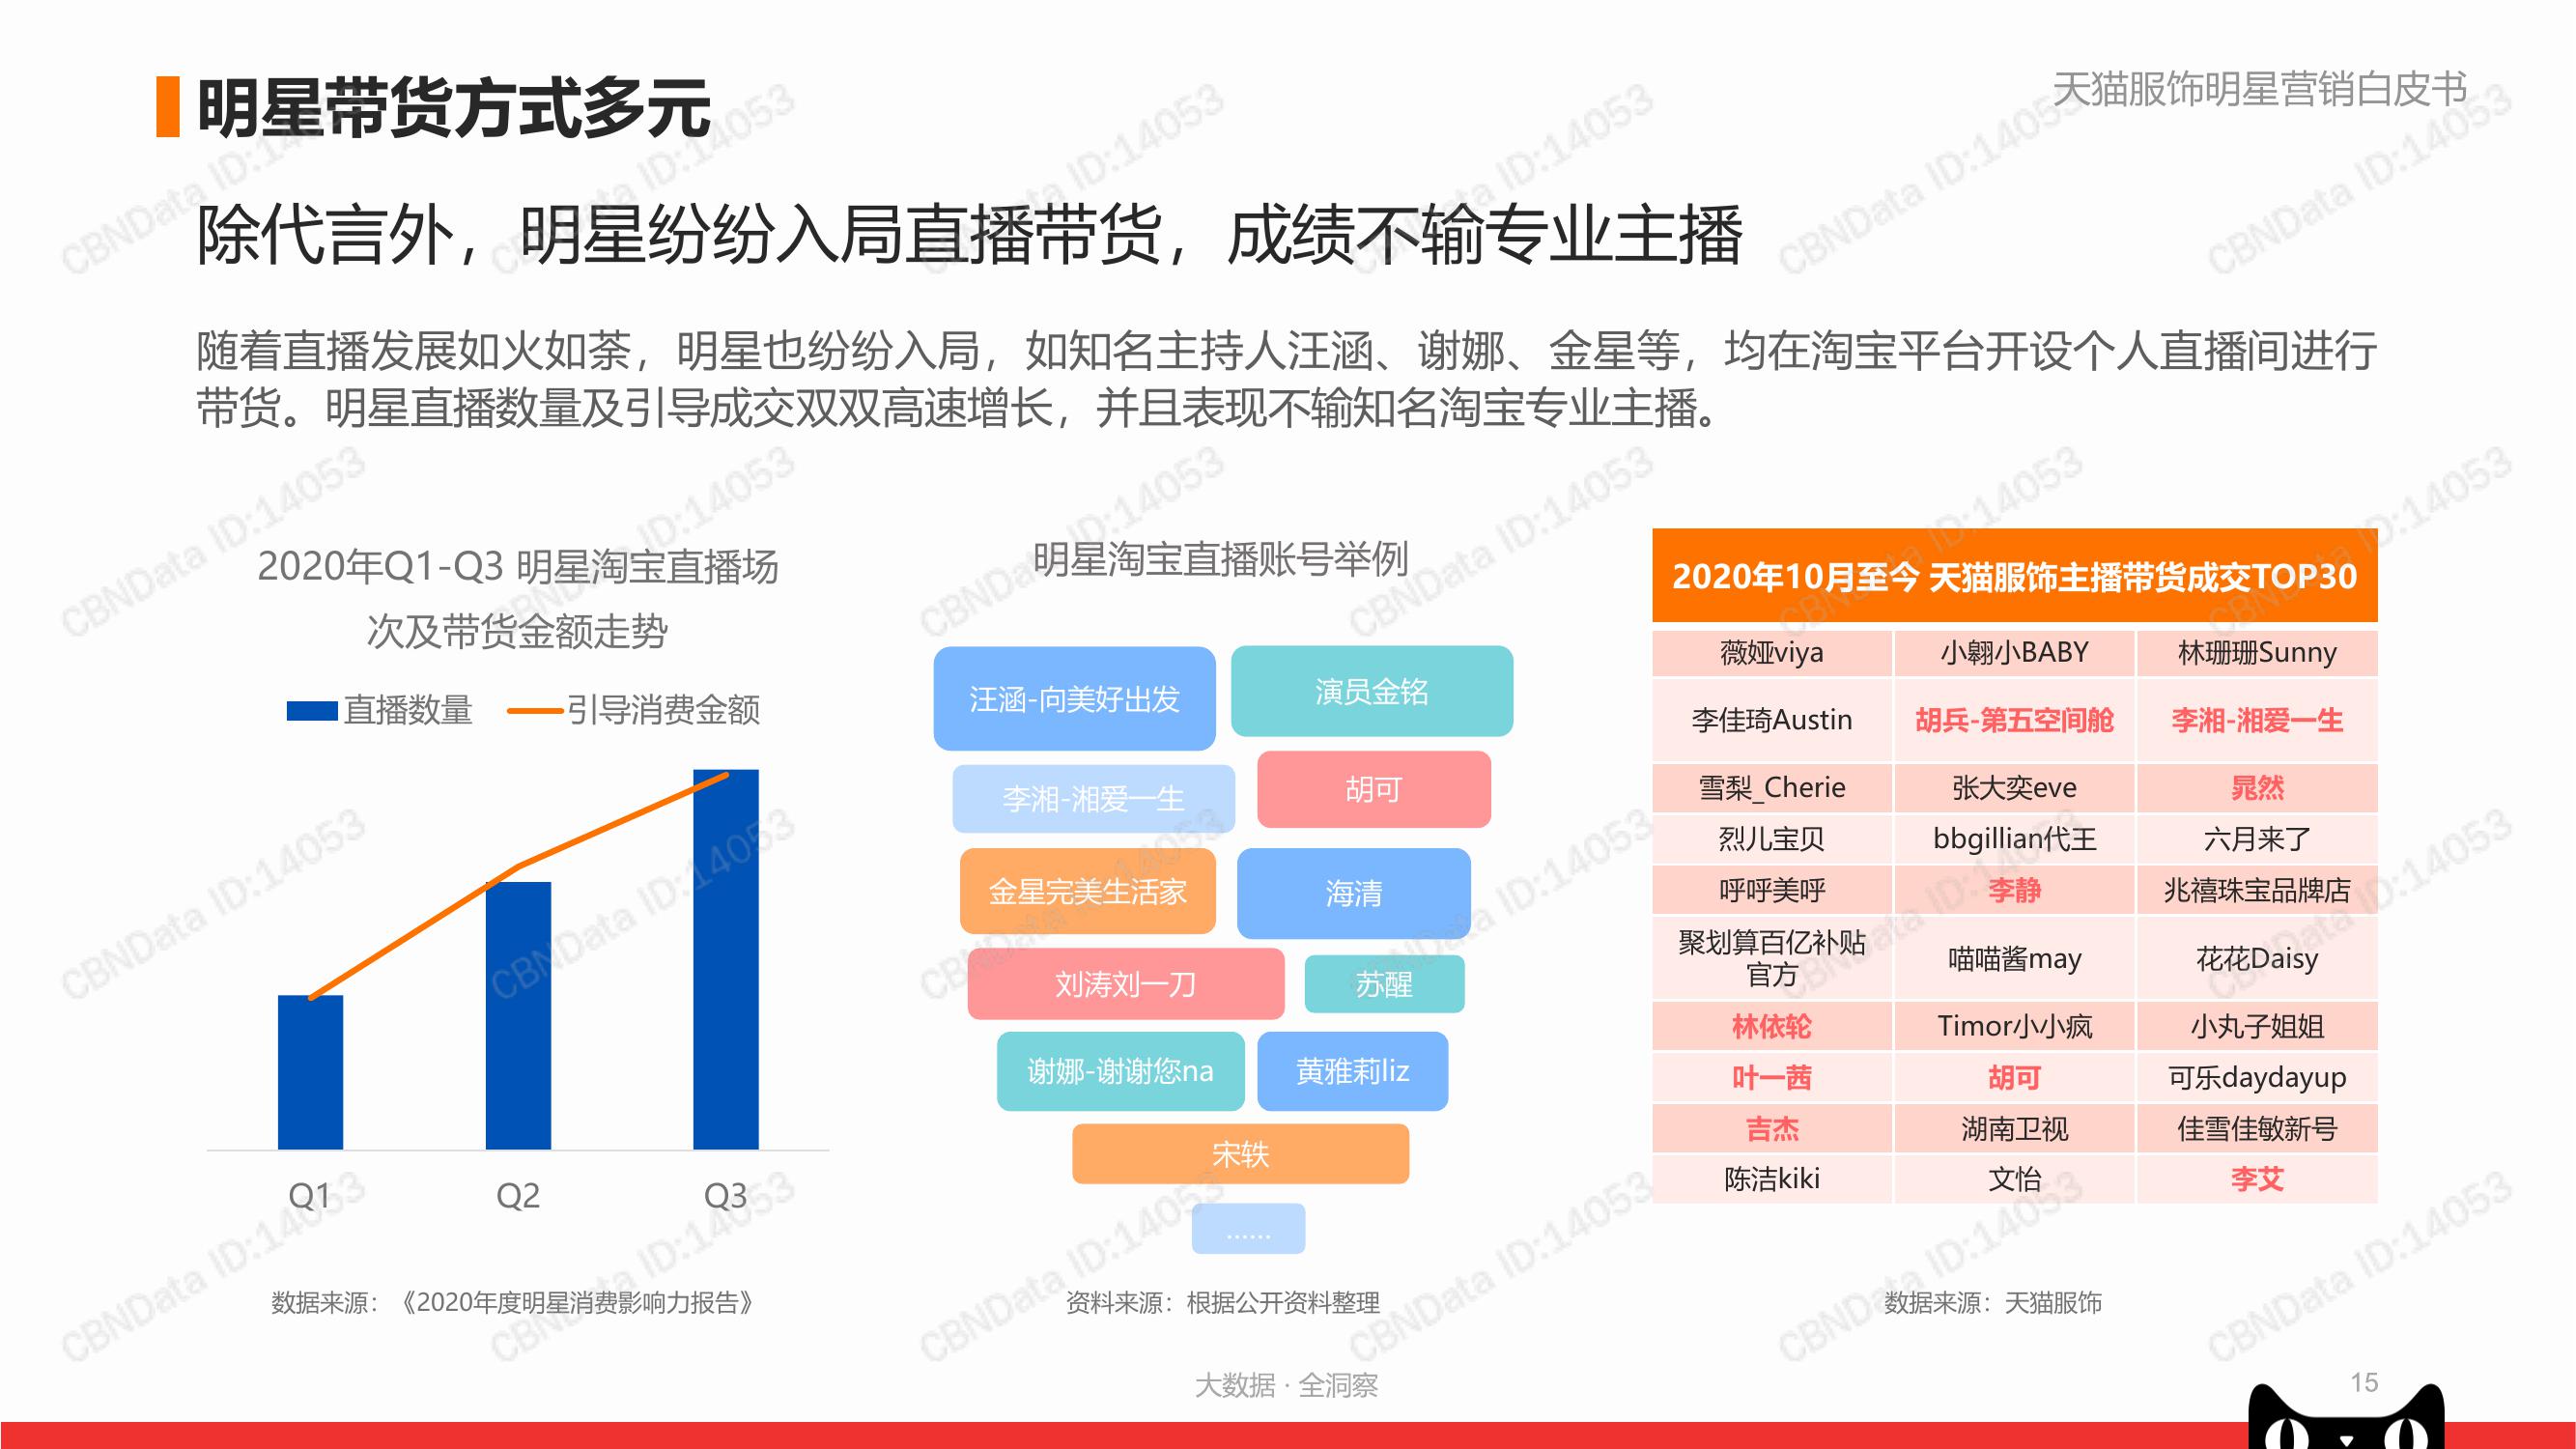 明星带货方式多元
天猫服饰明星营销白皮书
除代言外，明星纷纷入局直播带货，成绩不输专业主播
随着直播发展如火如荼，明星也纷纷入局，如知名主持人汪涵、谢娜、金星等，均在淘宝平台开设个人直播间进行
带货。明星直播数量及引导成交双双高速增长，并且表现不输知名淘宝专业主播。
2020年Q1-Q3 明星淘宝直播场
次及带货金额走势
直播数量 引导消费金额
Q1 Q2 Q3
数据来源：《2020年度明星消费影响力报告》
明星淘宝直播账号举例
汪涵-向美好出发 演员金铭
李湘-湘爱一生 胡可
金星完美生活家 海清
刘涛刘一刀 苏醒
谢娜-谢谢您na 黄雅莉liz
宋轶
......
资料来源：根据公开资料整理
2020年10月至今 天猫服饰主播带货成交TOP30
薇娅viya 小翱小BABY 林珊珊Sunny
李佳琦Austin 胡兵-第五空间舱 李湘-湘爱一生
雪梨_Cherie 张大奕eve 晁然
烈儿宝贝 bbgillian代王 六月来了
呼呼美呼 李静 兆禧珠宝品牌店
聚划算百亿补贴
官方 喵喵酱may 花花Daisy
林依轮 Timor小小疯 小丸子姐姐
叶一茜 胡可 可乐daydayup
吉杰 湖南卫视 佳雪佳敏新号
陈洁kiki 文怡 李艾
数据来源：天猫服饰
大数据 · 全洞察
15
CBNData ID:14053